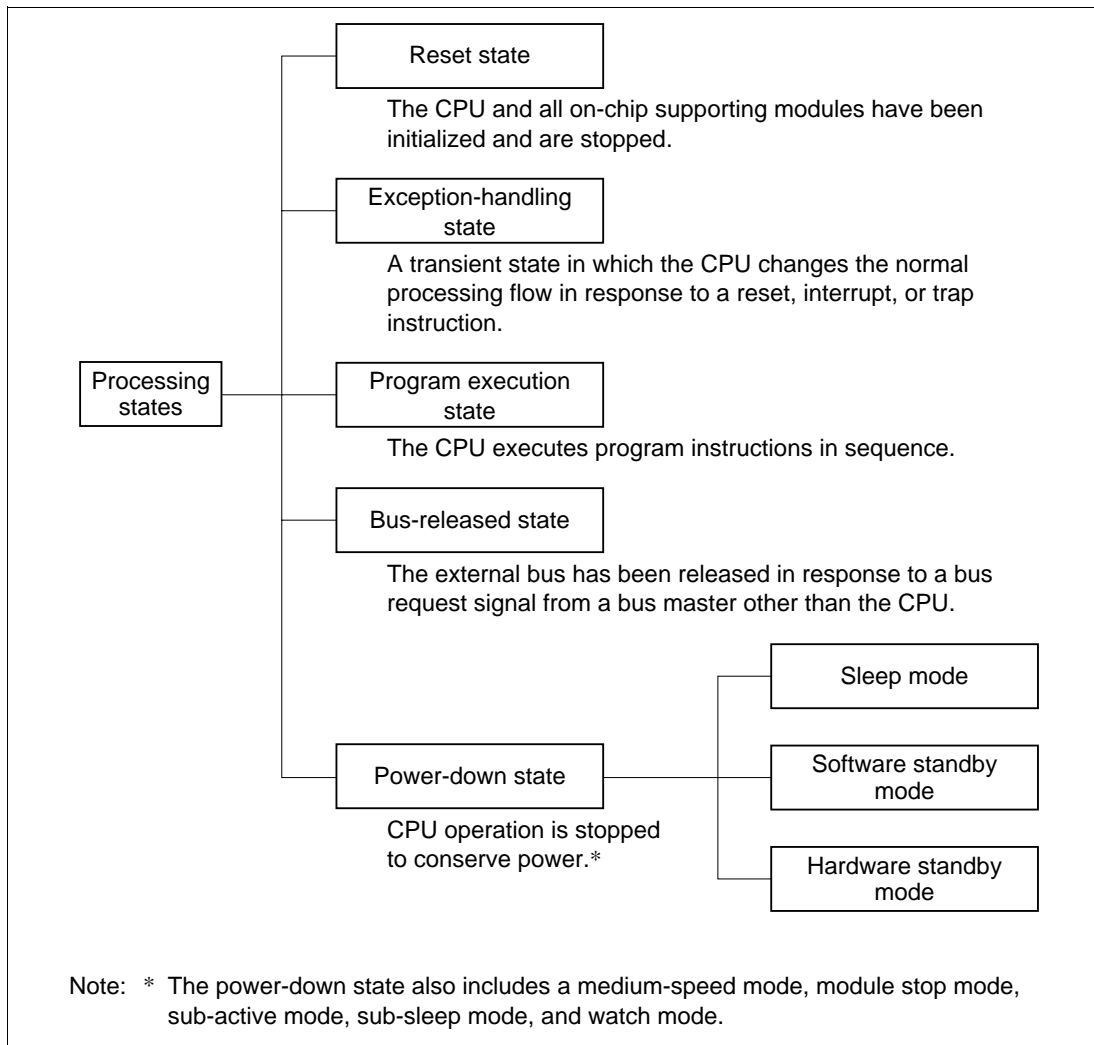 Reset state
The CPU and all on-chip supporting modules have been
initialized and are stopped.
Exception-handling
state
A transient state in which the CPU changes the normal
processing flow in response to a reset, interrupt, or trap
instruction.
Processing
states
Program execution
state
The CPU executes program instructions in sequence.
Bus-released state
The external bus has been released in response to a bus
request signal from a bus master other than the CPU.
Sleep mode
Power-down state
CPU operation is stopped
to conserve power.*
Software standby
mode
Hardware standby
mode
Note: * The power-down state also includes a medium-speed mode, module stop mode,
sub-active mode, sub-sleep mode, and watch mode.